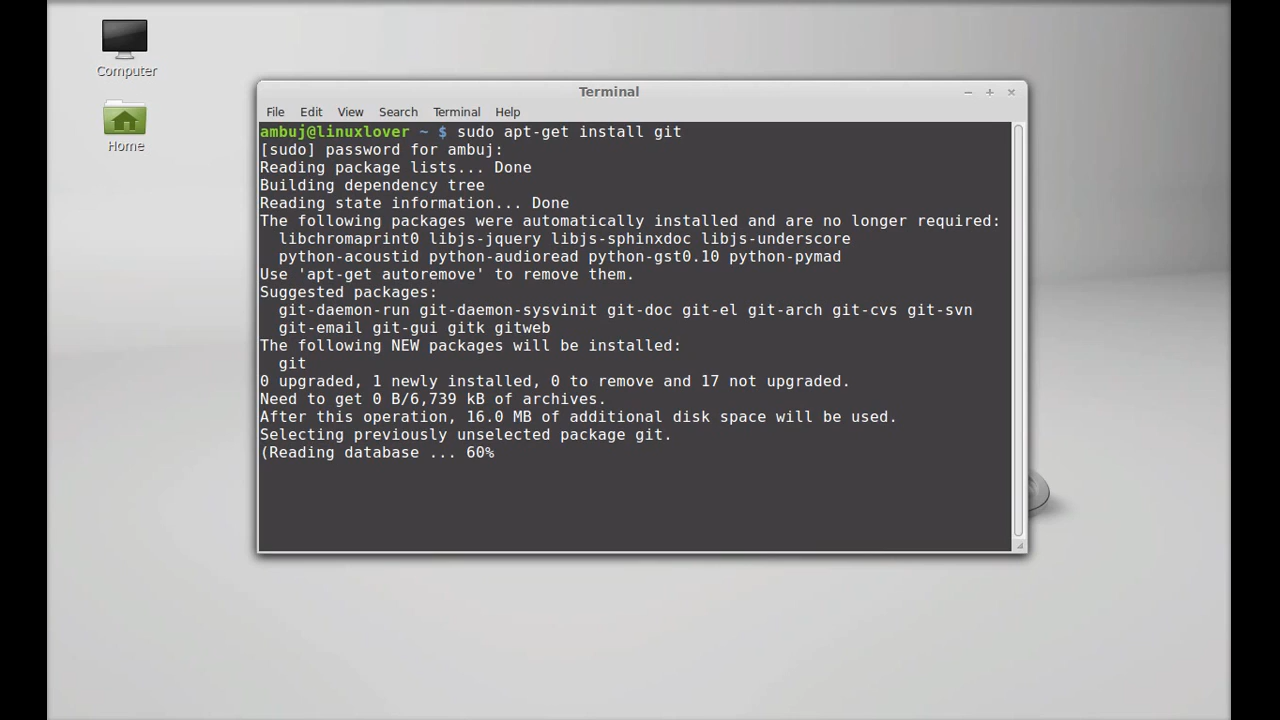 Computer
Home
Terminal
File Edit View Search Terminal Help
ambuj@linuxlover ~ $ sudo apt-get install git
[sudo] password for ambuj:
Reading package lists... Done
Building dependency tree
Reading state information... Done
The following packages were automatically installed and are no longer required:
  libchromaprint0 libjs-jquery libjs-sphinxdoc libjs-underscore
  python-acoustid python-audioread python-gst0.10 python-pymad
Use 'apt-get autoremove' to remove them.
Suggested packages:
  git-daemon-run git-daemon-sysvinit git-doc git-el git-arch git-cvs git-svn
  git-email git-gui gitk gitweb
The following NEW packages will be installed:
  git
0 upgraded, 1 newly installed, 0 to remove and 17 not upgraded.
Need to get 0 B/6,739 kB of archives.
After this operation, 16.0 MB of additional disk space will be used.
Selecting previously unselected package git.
(Reading database ... 60%